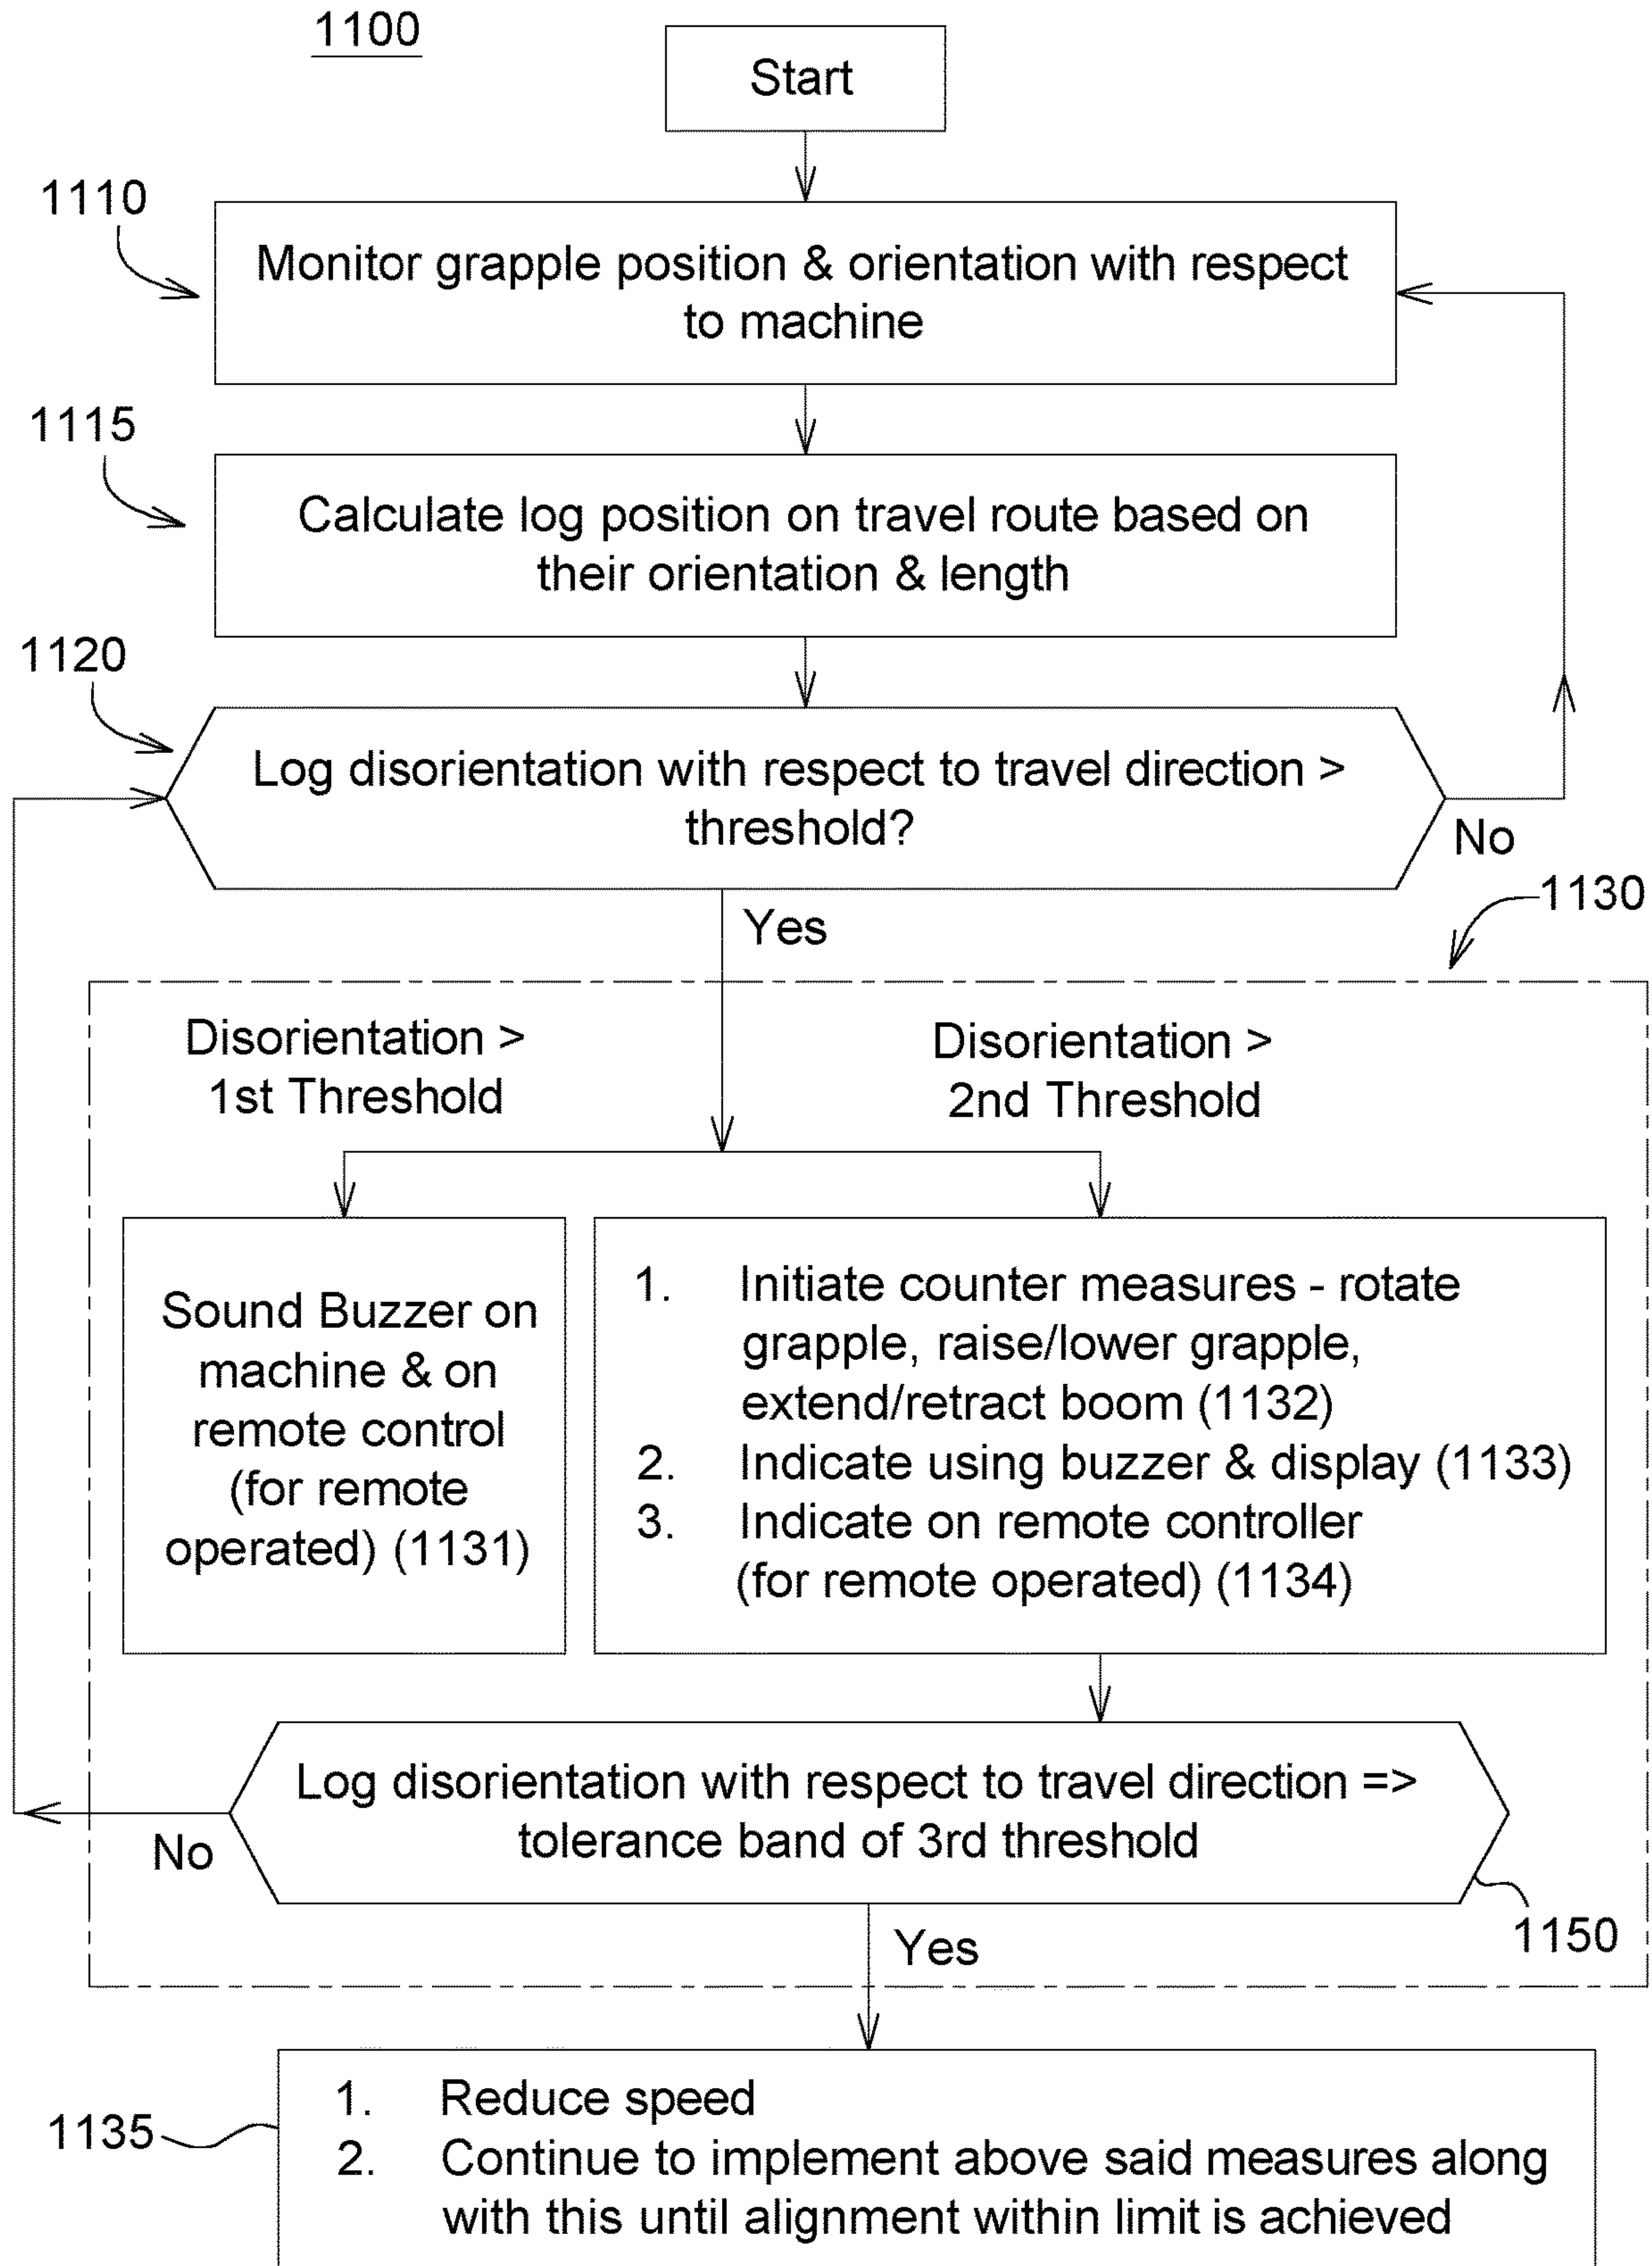 1100
Start
1110
Monitor grapple position & orientation with respect
to machine
1115
Calculate log position on travel route based on
their orientation & length
1120
Log disorientation with respect to travel direction >
threshold?
No
1130
Yes
Disorientation >
1st Threshold
Disorientation >
2nd Threshold
Sound Buzzer on
machine & on
remote control
(for remote
operated) (1131)
1. Initiate counter measures - rotate
grapple, raise/lower grapple,
extend/retract boom (1132)
2. Indicate using buzzer & display (1133)
3. Indicate on remote controller
(for remote operated) (1134)
Log disorientation with respect to travel direction =>
tolerance band of 3rd threshold
No
1150
Yes
1135
1. Reduce speed
2. Continue to implement above said measures along
with this until alignment within limit is achieved